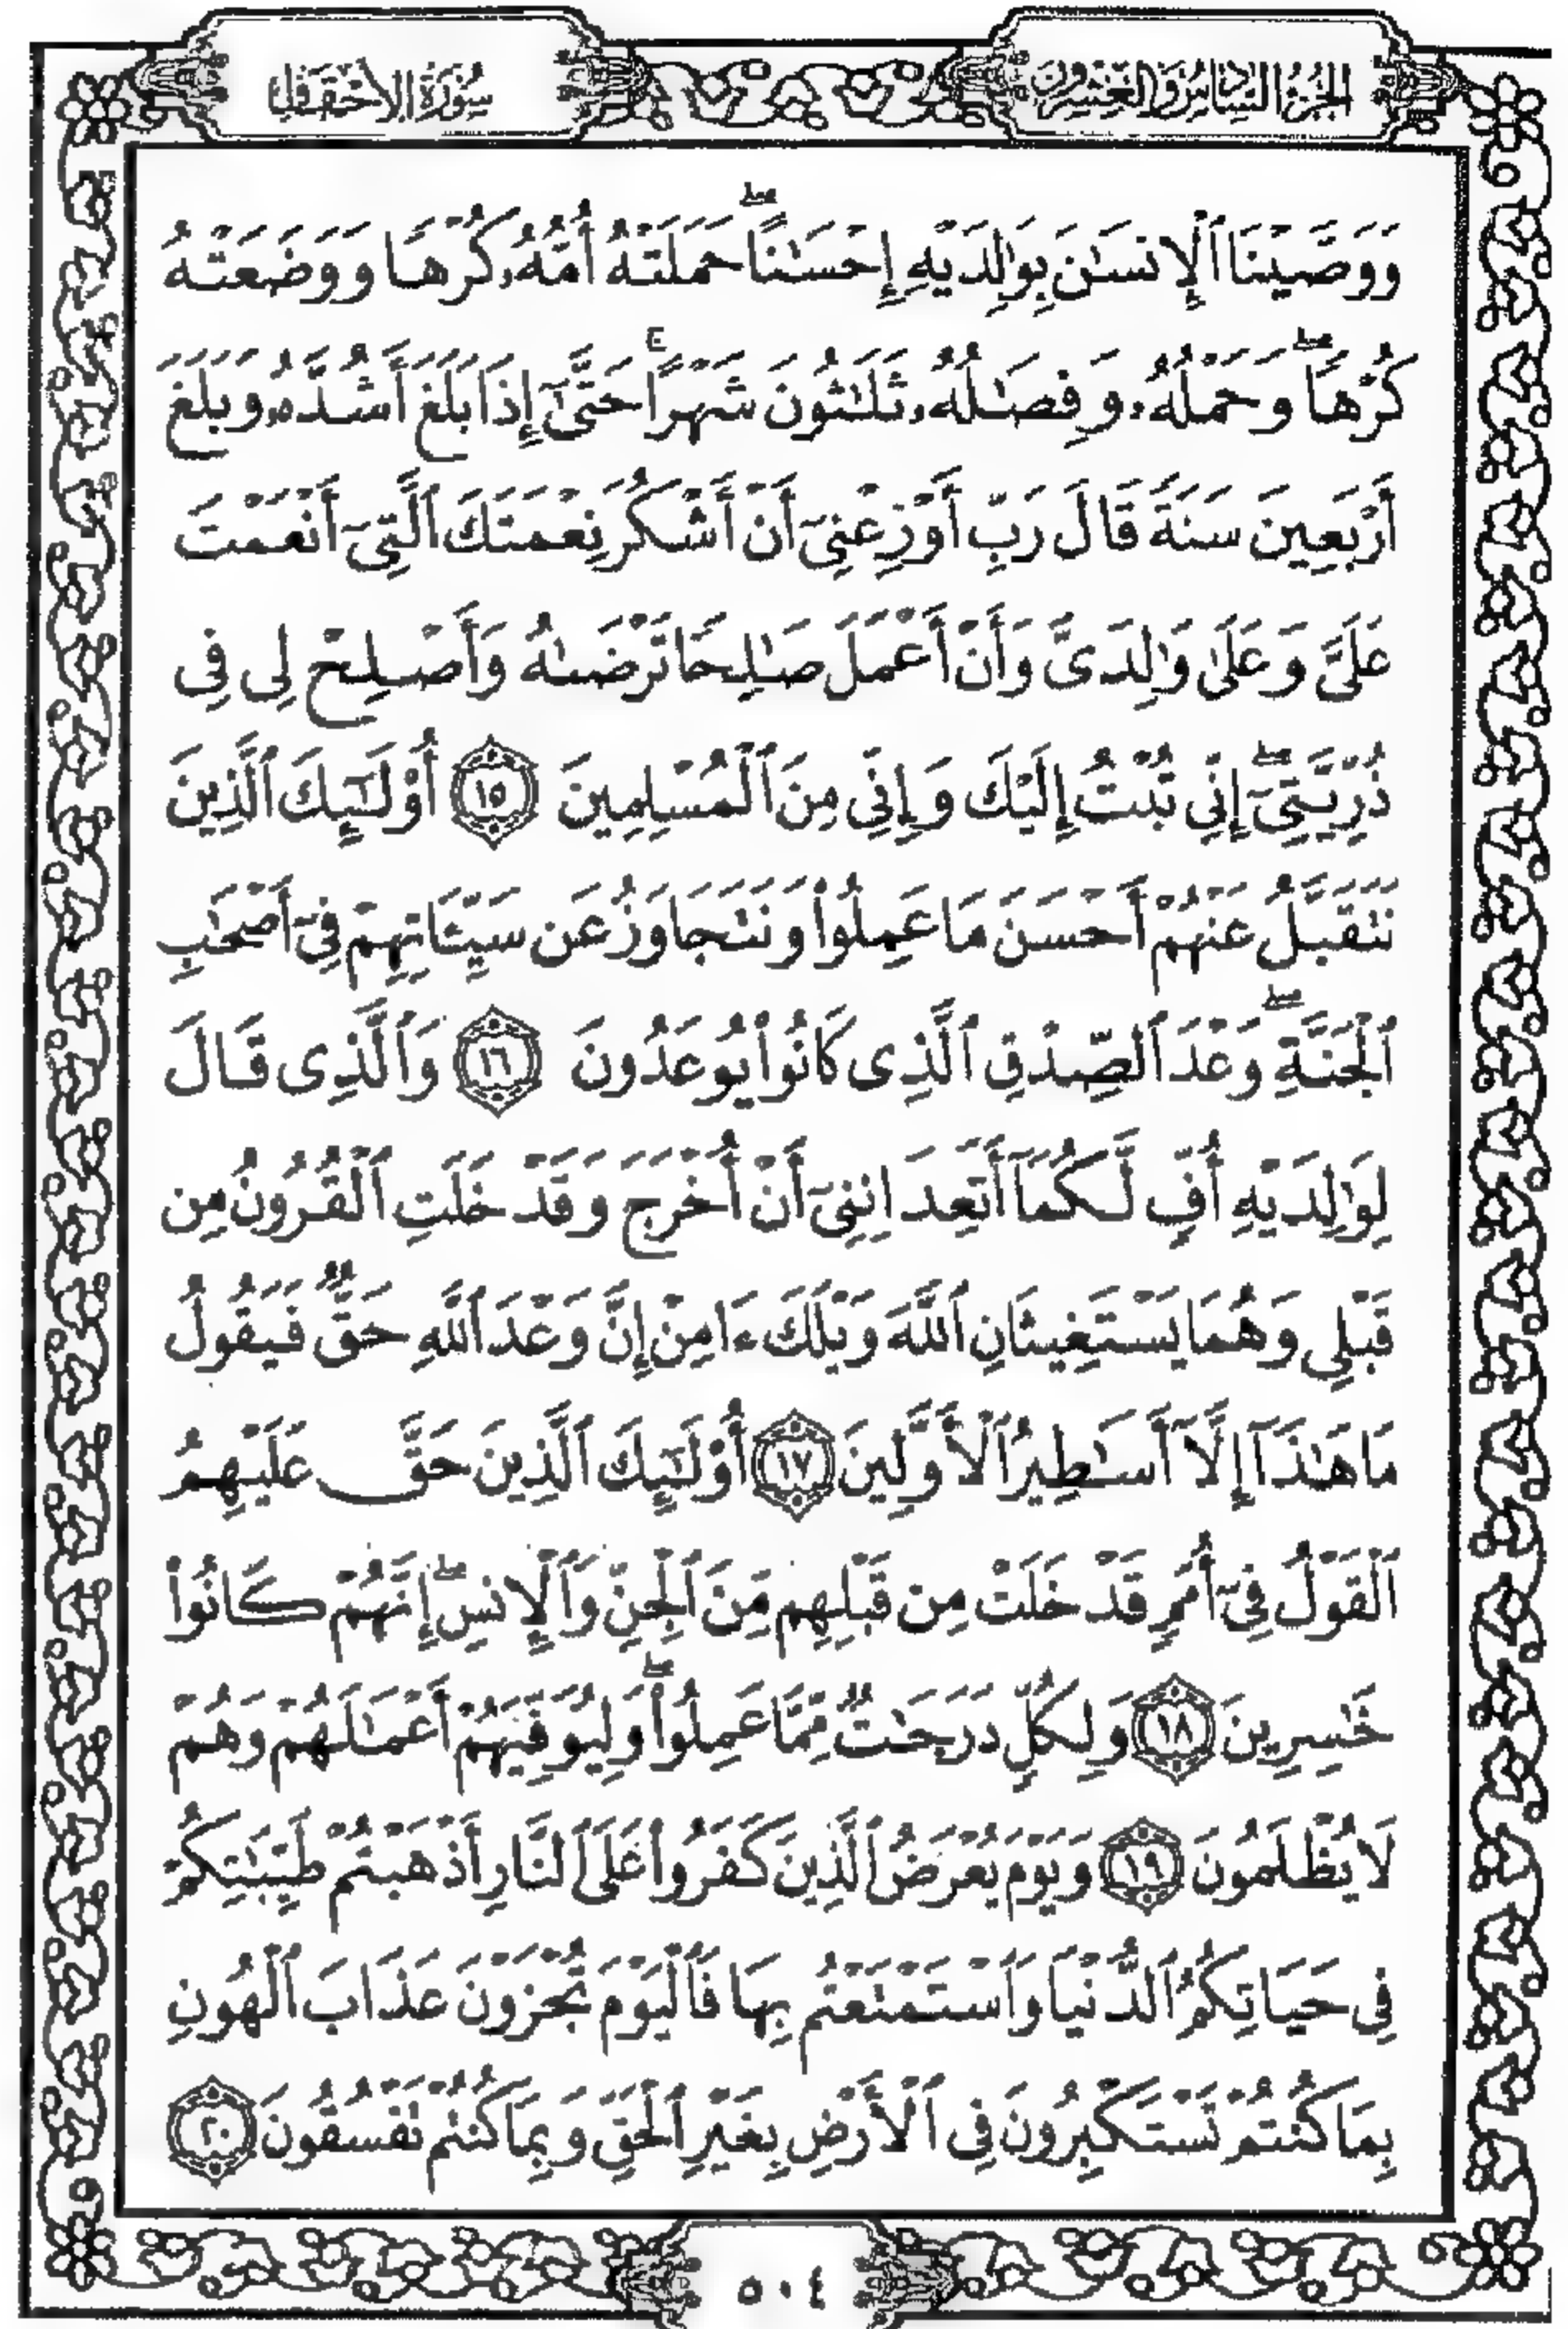 الجزء السادس والعشرون
سورة الأحقاف
وَوَصَّيْنَا ٱلْإِنسَٰنَ بِوَٰلِدَيْهِ إِحْسَٰنًا ۖ حَمَلَتْهُ أُمُّهُۥ كُرْهًا وَوَضَعَتْهُ
كُرْهًا ۖ وَحَمْلُهُۥ وَفِصَٰلُهُۥ ثَلَٰثُونَ شَهْرًا ۚ حَتَّىٰٓ إِذَا بَلَغَ أَشُدَّهُۥ وَبَلَغَ
أَرْبَعِينَ سَنَةً قَالَ رَبِّ أَوْزِعْنِىٓ أَنْ أَشْكُرَ نِعْمَتَكَ ٱلَّتِىٓ أَنْعَمْتَ
عَلَىَّ وَعَلَىٰ وَٰلِدَىَّ وَأَنْ أَعْمَلَ صَٰلِحًا تَرْضَىٰهُ وَأَصْلِحْ لِى فِى
ذُرِّيَّتِىٓ ۖ إِنِّى تُبْتُ إِلَيْكَ وَإِنِّى مِنَ ٱلْمُسْلِمِينَ ١٥ أُو۟لَٰٓئِكَ ٱلَّذِينَ
نَتَقَبَّلُ عَنْهُمْ أَحْسَنَ مَا عَمِلُوا۟ وَنَتَجَاوَزُ عَن سَيِّـَٔاتِهِمْ فِىٓ أَصْحَٰبِ
ٱلْجَنَّةِ ۖ وَعْدَ ٱلصِّدْقِ ٱلَّذِى كَانُوا۟ يُوعَدُونَ ١٦ وَٱلَّذِى قَالَ
لِوَٰلِدَيْهِ أُفٍّ لَّكُمَآ أَتَعِدَانِنِىٓ أَنْ أُخْرَجَ وَقَدْ خَلَتِ ٱلْقُرُونُ مِن
قَبْلِى وَهُمَا يَسْتَغِيثَانِ ٱللَّهَ وَيْلَكَ ءَامِنْ إِنَّ وَعْدَ ٱللَّهِ حَقٌّ فَيَقُولُ
مَا هَٰذَآ إِلَّآ أَسَٰطِيرُ ٱلْأَوَّلِينَ ١٧ أُو۟لَٰٓئِكَ ٱلَّذِينَ حَقَّ عَلَيْهِمُ
ٱلْقَوْلُ فِىٓ أُمَمٍ قَدْ خَلَتْ مِن قَبْلِهِم مِّنَ ٱلْجِنِّ وَٱلْإِنسِ ۖ إِنَّهُمْ كَانُوا۟
خَٰسِرِينَ ١٨ وَلِكُلٍّ دَرَجَٰتٌ مِّمَّا عَمِلُوا۟ ۖ وَلِيُوَفِّيَهُمْ أَعْمَٰلَهُمْ وَهُمْ
لَا يُظْلَمُونَ ١٩ وَيَوْمَ يُعْرَضُ ٱلَّذِينَ كَفَرُوا۟ عَلَى ٱلنَّارِ أَذْهَبْتُمْ طَيِّبَٰتِكُمْ
فِى حَيَاتِكُمُ ٱلدُّنْيَا وَٱسْتَمْتَعْتُم بِهَا فَٱلْيَوْمَ تُجْزَوْنَ عَذَابَ ٱلْهُونِ
بِمَا كُنتُمْ تَسْتَكْبِرُونَ فِى ٱلْأَرْضِ بِغَيْرِ ٱلْحَقِّ وَبِمَا كُنتُمْ تَفْسُقُونَ ٢٠
٥٠٤